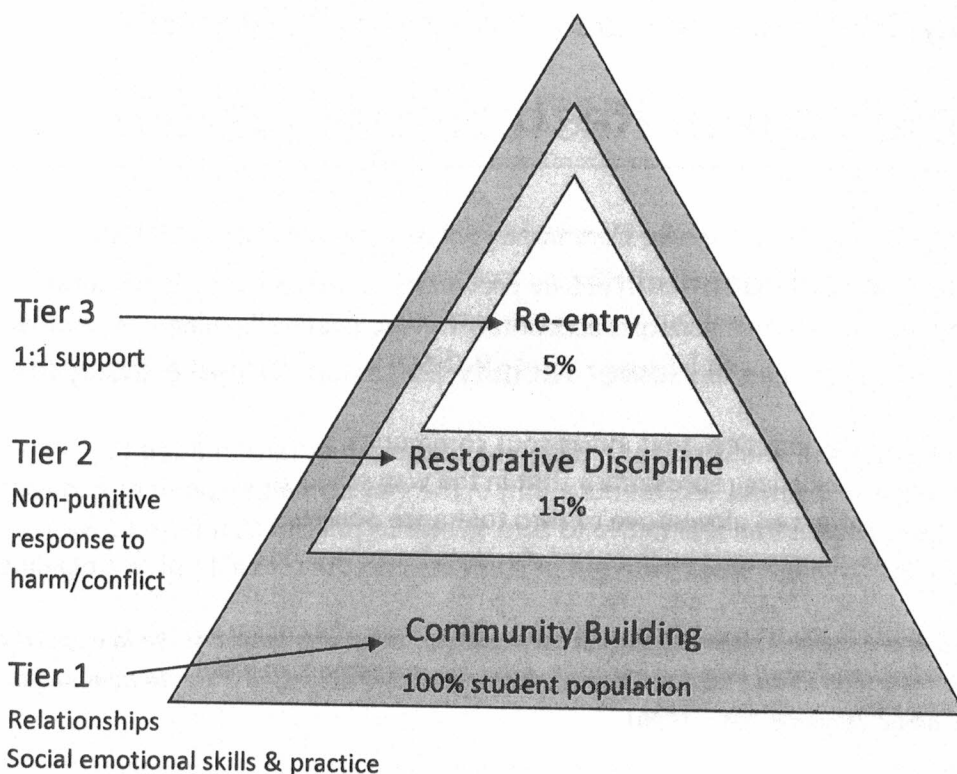 Tier 3
1:1 support
Re-entry
5%
Tier 2
Non-punitive
response to
harm/conflict
Restorative Discipline
15%
Tier 1
Relationships
Social emotional skills & practice
Community Building
100% student population